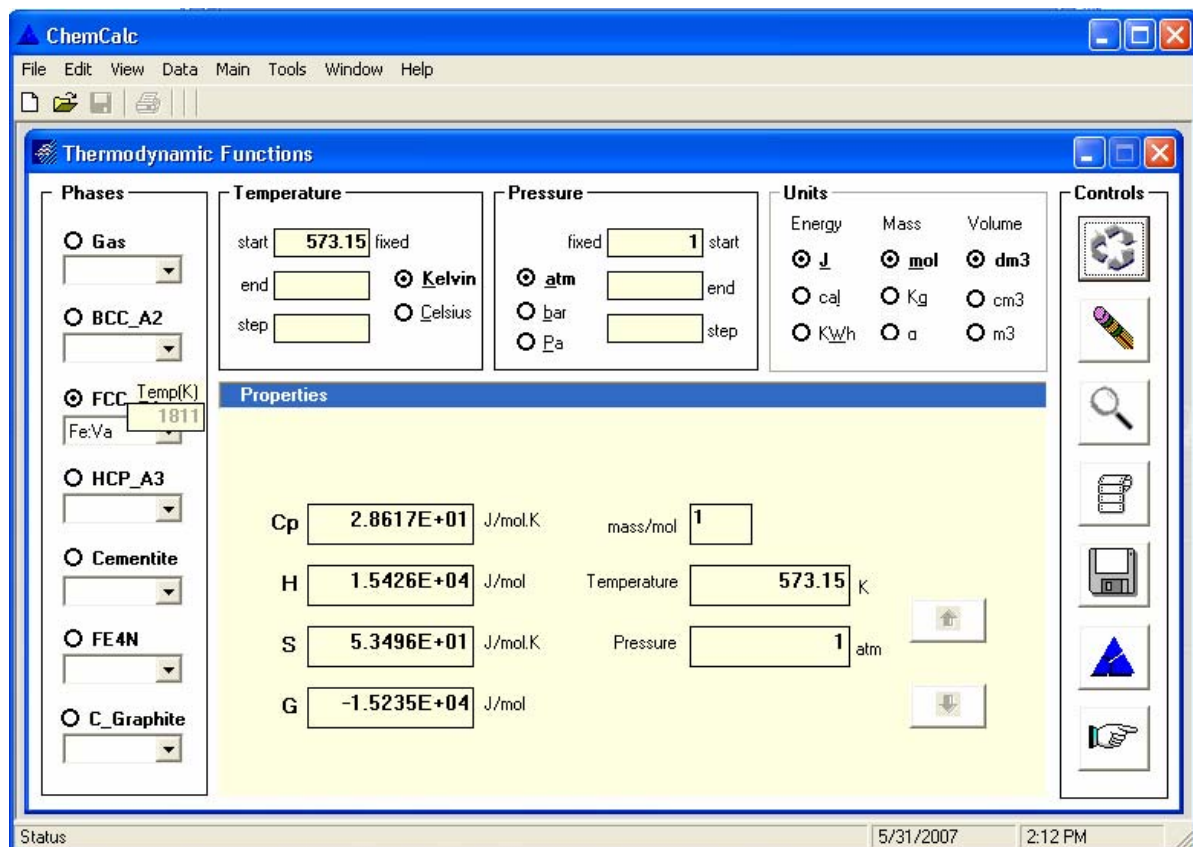 ChemCalc
File Edit View Data Main Tools Window Help
Thermodynamic Functions
Phases
Gas
BCC_A2
FCC_
Temp(K)
1811
Fe:Va
HCP_A3
Cementite
FE4N
C_Graphite
Temperature
start 573.15 fixed
end
step
Kelvin
Celsius
Pressure
fixed 1 start
end
step
atm
bar
Pa
Units
Energy Mass Volume
J mol dm3
cal Kg cm3
KWh g m3
Controls
Properties
Cp 2.8617E+01 J/mol.K mass/mol 1
H 1.5426E+04 J/mol Temperature 573.15 K
S 5.3496E+01 J/mol.K Pressure 1 atm
G -1.5235E+04 J/mol
Status 5/31/2007 2:12 PM